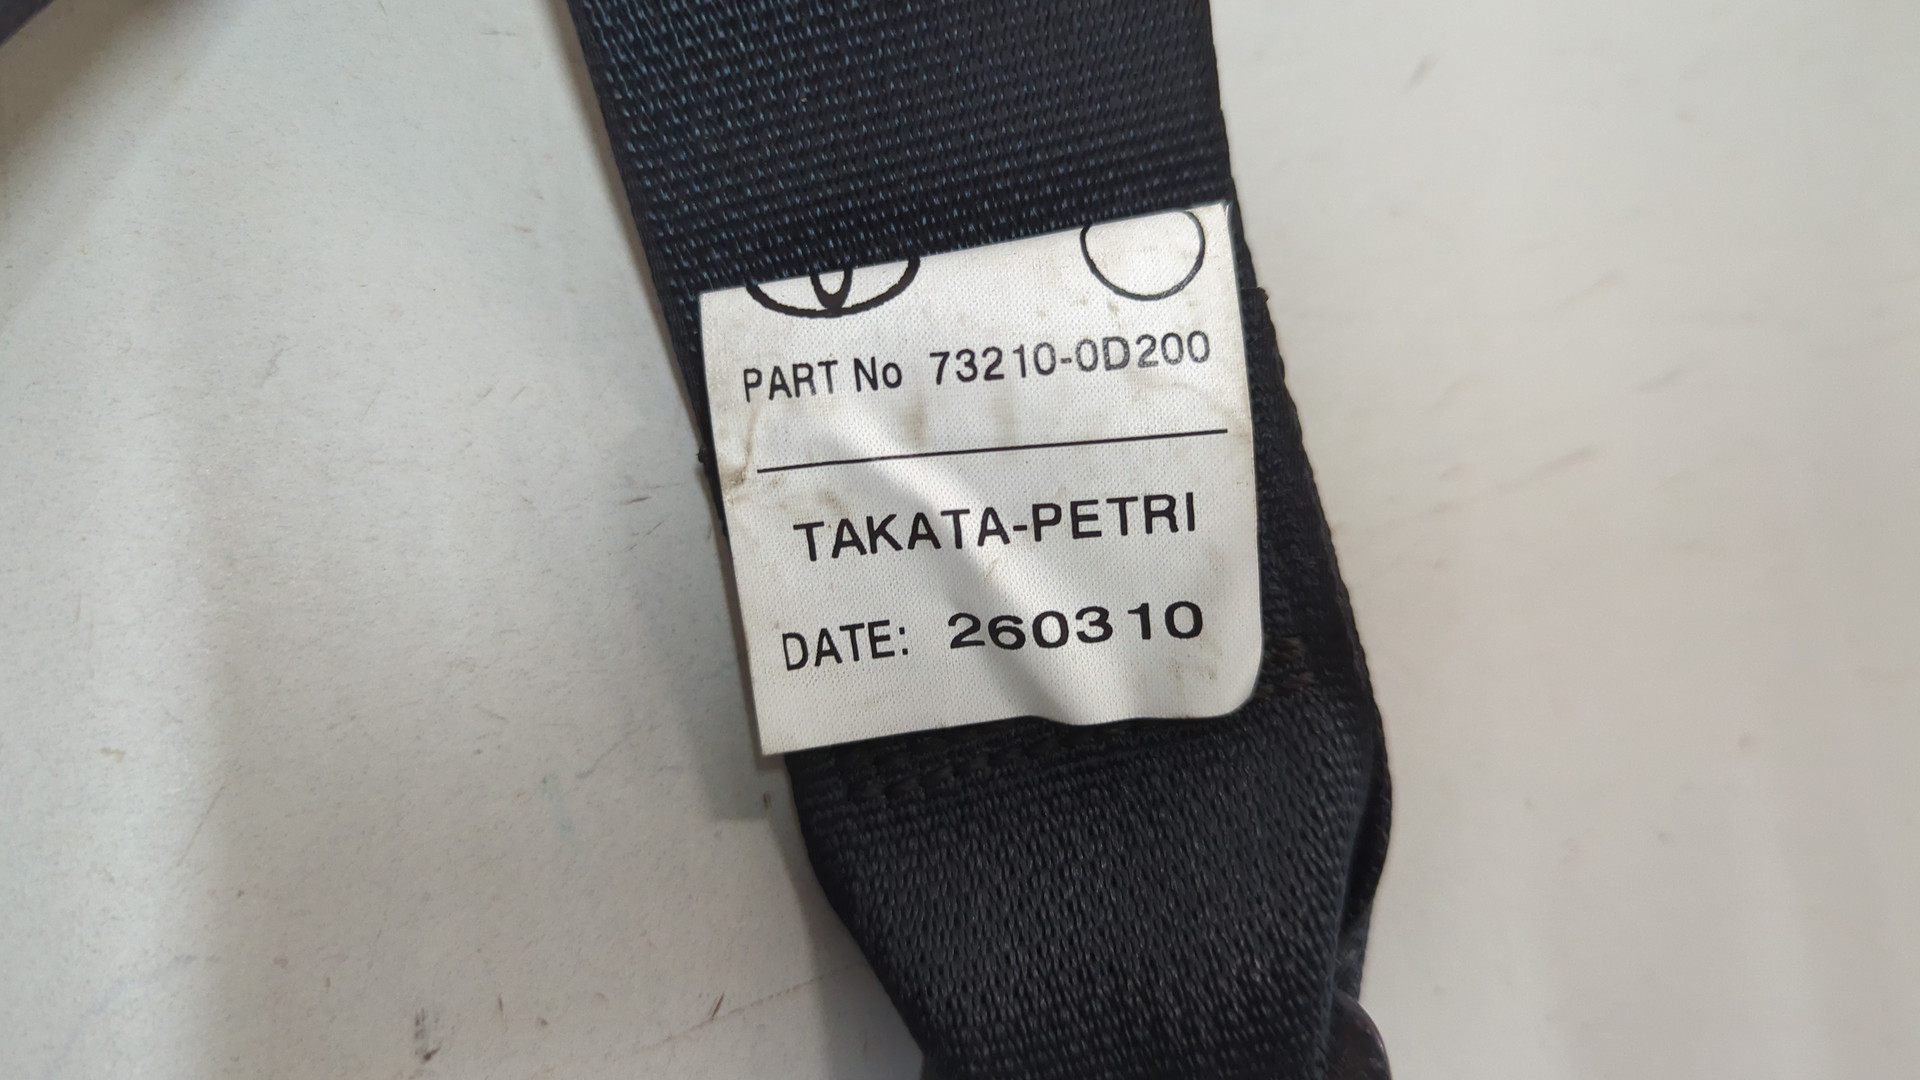 PART No 73210-0D200
TAKATA-PETRI
DATE: 260310